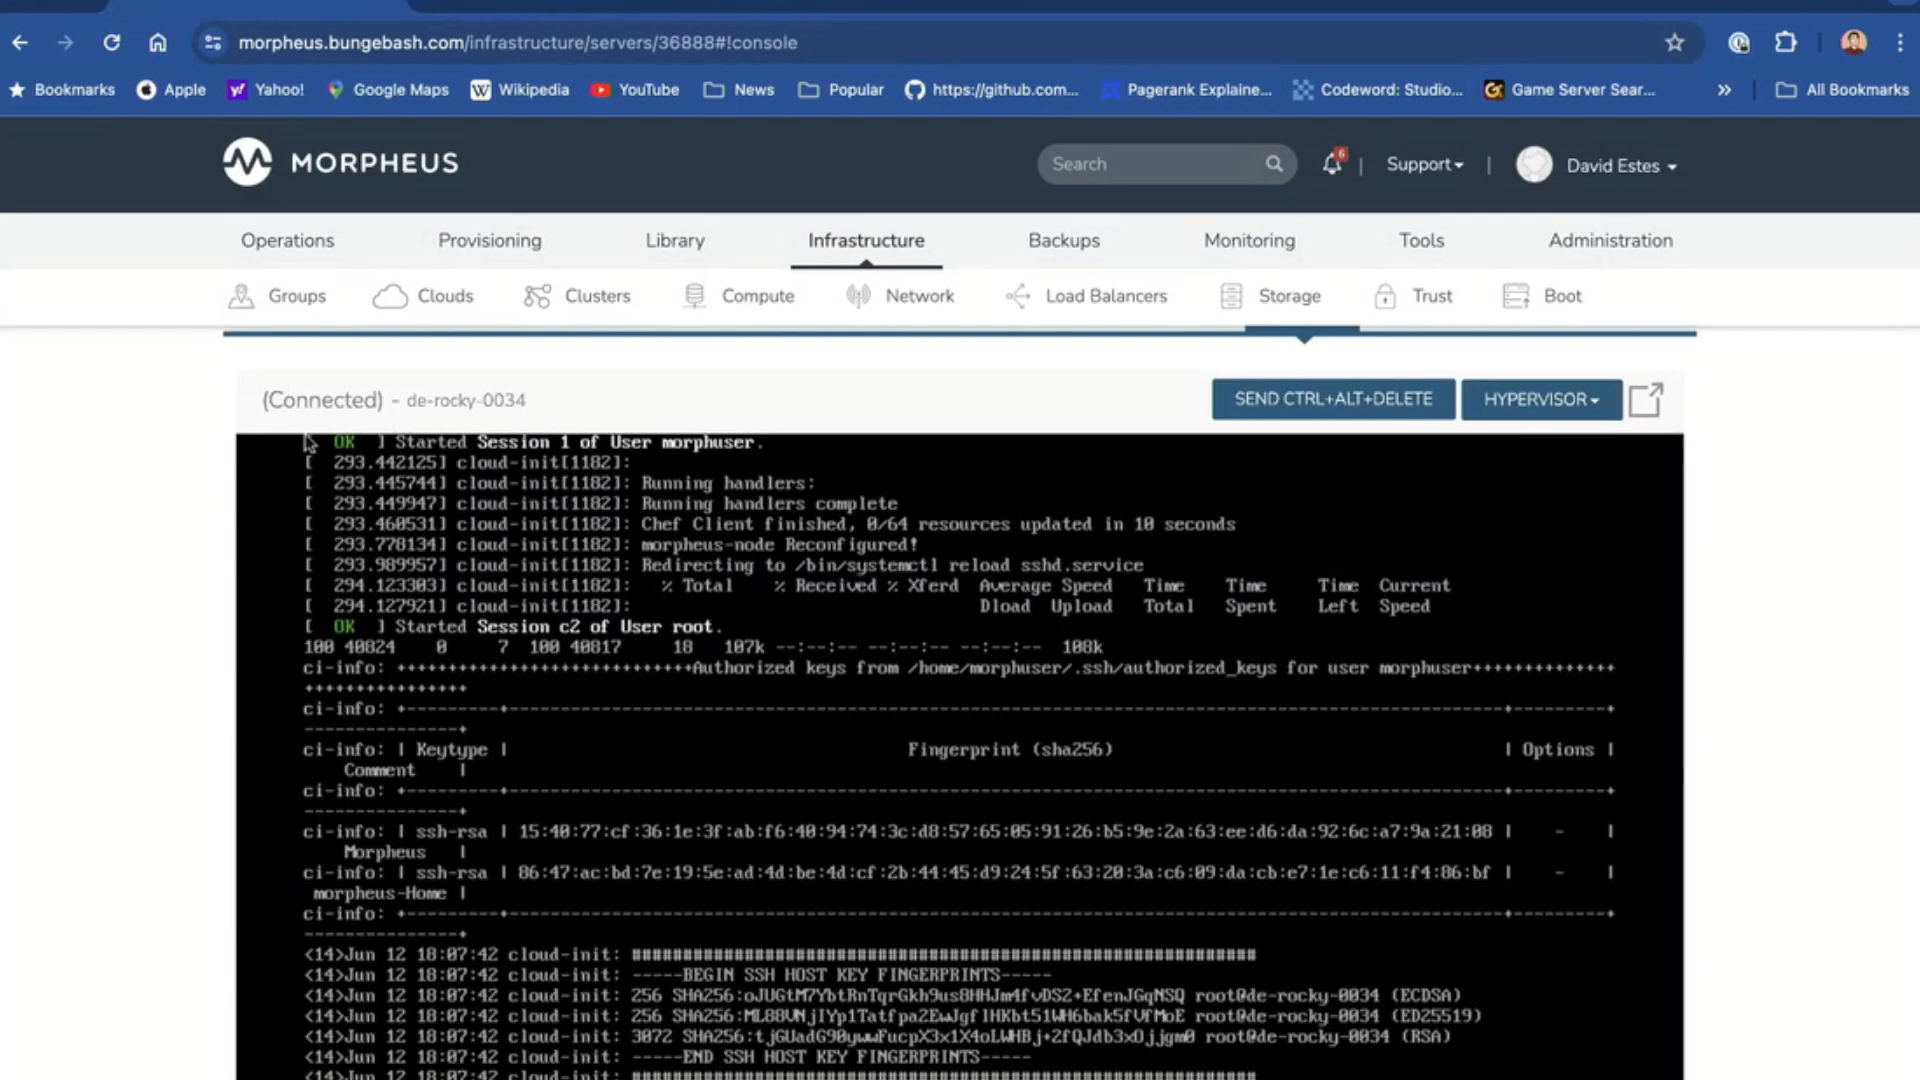 morpheus.bungebash.com/infrastructure/servers/36888#!console
Bookmarks Apple Yahoo! Google Maps Wikipedia YouTube News Popular https://github.com... Pagerank Explaine... Codeword: Studio... Game Server Sear... » All Bookmarks
MORPHEUS Search 6 | Support | David Estes
Operations Provisioning Library Infrastructure Backups Monitoring Tools Administration
Groups Clouds Clusters Compute Network Load Balancers Storage Trust Boot
(Connected) - de-rocky-0034 SEND CTRL+ALT+DELETE HYPERVISOR
OK ] Started Session 1 of User morphuser.
[ 293.442125] cloud-init[1182]:
[ 293.445744] cloud-init[1182]: Running handlers:
[ 293.449947] cloud-init[1182]: Running handlers complete
[ 293.460531] cloud-init[1182]: Chef Client finished, 0/64 resources updated in 10 seconds
[ 293.778134] cloud-init[1182]: morpheus-node Reconfigured!
[ 293.989957] cloud-init[1182]: Redirecting to /bin/systemctl reload sshd.service
[ 294.123303] cloud-init[1182]: % Total % Received % Xferd Average Speed Time Time Time Current
[ 294.127921] cloud-init[1182]: Dload Upload Total Spent Left Speed
[ OK ] Started Session c2 of User root.
100 40824 0 7 100 40817 18 107k --:--:-- --:--:-- --:--:-- 108k
ci-info: +++++++++++++++++++++++++++++Authorized keys from /home/morphuser/.ssh/authorized_keys for user morphuser++++++++++++++
++++++++++++++++
ci-info: +---------+-------------------------------------------------------------------------------------------------+---------+
---------------+
ci-info: | Keytype | Fingerprint (sha256) | Options |
Comment |
ci-info: +---------+-------------------------------------------------------------------------------------------------+---------+
---------------+
ci-info: | ssh-rsa | 15:40:77:cf:36:1e:3f:ab:f6:40:94:74:3c:d8:57:65:05:91:26:b5:9e:2a:63:ee:d6:da:92:6c:a7:9a:21:08 | - |
Morpheus |
ci-info: | ssh-rsa | 86:47:ac:bd:7e:19:5e:ad:4d:be:4d:cf:2b:44:45:d9:24:5f:63:20:3a:c6:09:da:cb:e7:1e:c6:11:f4:86:bf | - |
morpheus-Home |
ci-info: +---------+-------------------------------------------------------------------------------------------------+---------+
---------------+
<14>Jun 12 18:07:42 cloud-init: #############################################################
<14>Jun 12 18:07:42 cloud-init: -----BEGIN SSH HOST KEY FINGERPRINTS-----
<14>Jun 12 18:07:42 cloud-init: 256 SHA256:oJUGtM7YbtRnTqrGkh9us8HHJm4fvDS2+EfenJGqNSQ root@de-rocky-0034 (ECDSA)
<14>Jun 12 18:07:42 cloud-init: 256 SHA256:ML88VNjIYp1Tatfpa2EwJgflHKbt51WH6bak5fVfMoE root@de-rocky-0034 (ED25519)
<14>Jun 12 18:07:42 cloud-init: 3072 SHA256:tjGUadG90ywwFucpX3x1X4oLWHBj+2fQJdb3xOjjgm0 root@de-rocky-0034 (RSA)
<14>Jun 12 18:07:42 cloud-init: -----END SSH HOST KEY FINGERPRINTS-----
<14>Jun 12 18:07:42 cloud-init: #############################################################